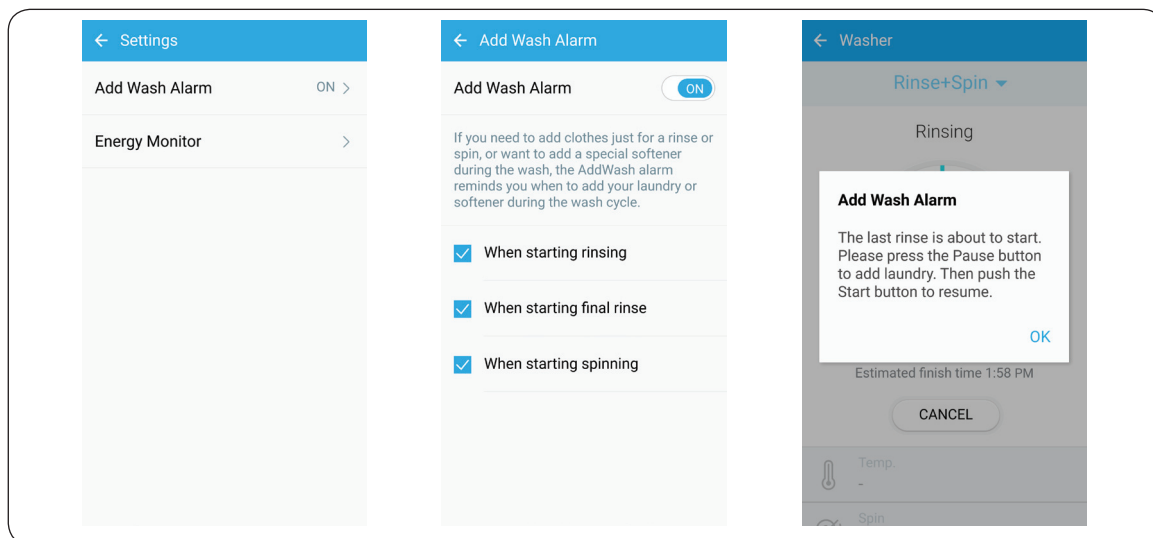 Settings
Add Wash Alarm ON
Energy Monitor
Add Wash Alarm
Add Wash Alarm ON
If you need to add clothes just for a rinse or
spin, or want to add a special softener
during the wash, the AddWash alarm
reminds you when to add your laundry or
softener during the wash cycle.
When starting rinsing
When starting final rinse
When starting spinning
Washer
Rinse+Spin
Rinsing
Add Wash Alarm
The last rinse is about to start.
Please press the Pause button
to add laundry. Then push the
Start button to resume.
OK
Estimated finish time 1:58 PM
CANCEL
Temp.
-
Spin